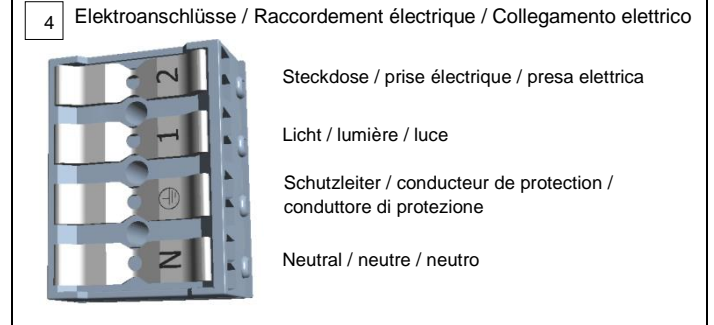 4 Elektroanschlüsse / Raccordement électrique / Collegamento elettrico
2 Steckdose / prise électrique / presa elettrica
1 Licht / lumière / luce
Schutzleiter / conducteur de protection /
conduttore di protezione
N Neutral / neutre / neutro